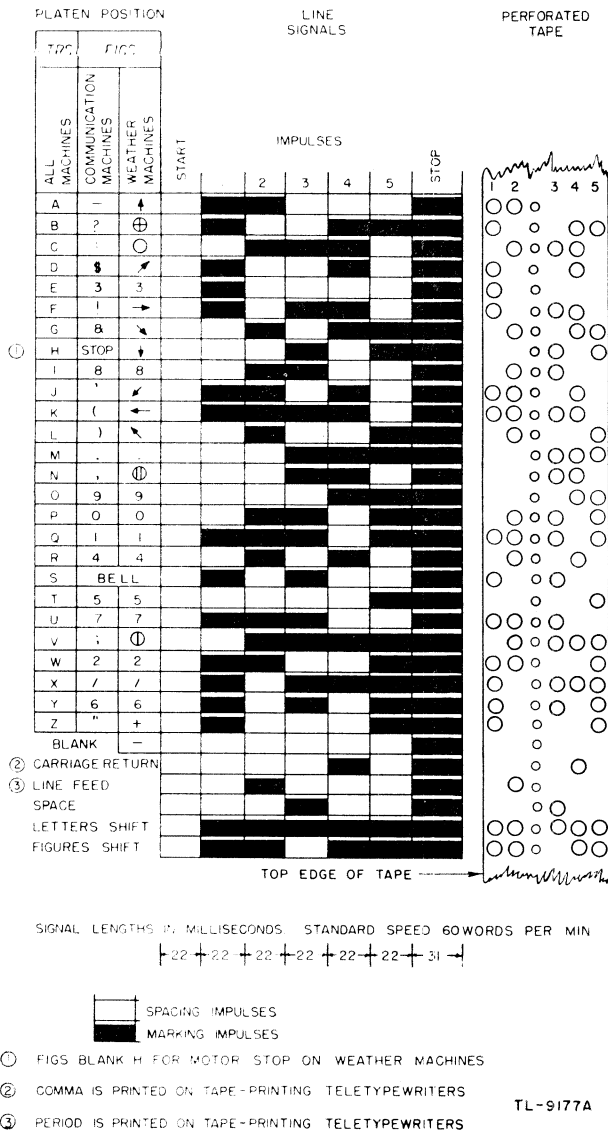 PLATEN POSITION LINE SIGNALS PERFORATED TAPE
FIGS
ALL MACHINES COMMUNICATION MACHINES WEATHER MACHINES START IMPULSES STOP
2 3 4 5 1 2 3 4 5
A - ↑
B ? ⊕
C : ○
D $ ↗
E 3 3
F ! →
G & ↘
① H STOP ↓
I 8 8
J ' ↙
K ( ←
L ) ↖
M . .
N , ⦷
O 9 9
P 0 0
Q 1 1
R 4 4
S BELL
T 5 5
U 7 7
V ; ⦶
W 2 2
X / /
Y 6 6
Z " +
BLANK -
② CARRIAGE RETURN
③ LINE FEED
SPACE
LETTERS SHIFT
FIGURES SHIFT
TOP EDGE OF TAPE
SIGNAL LENGTHS IN MILLISECONDS. STANDARD SPEED 60 WORDS PER MIN
22 22 22 22 22 22 31
SPACING IMPULSES
MARKING IMPULSES
① FIGS BLANK H FOR MOTOR STOP ON WEATHER MACHINES
② COMMA IS PRINTED ON TAPE-PRINTING TELETYPEWRITERS
TL-9177A
③ PERIOD IS PRINTED ON TAPE-PRINTING TELETYPEWRITERS